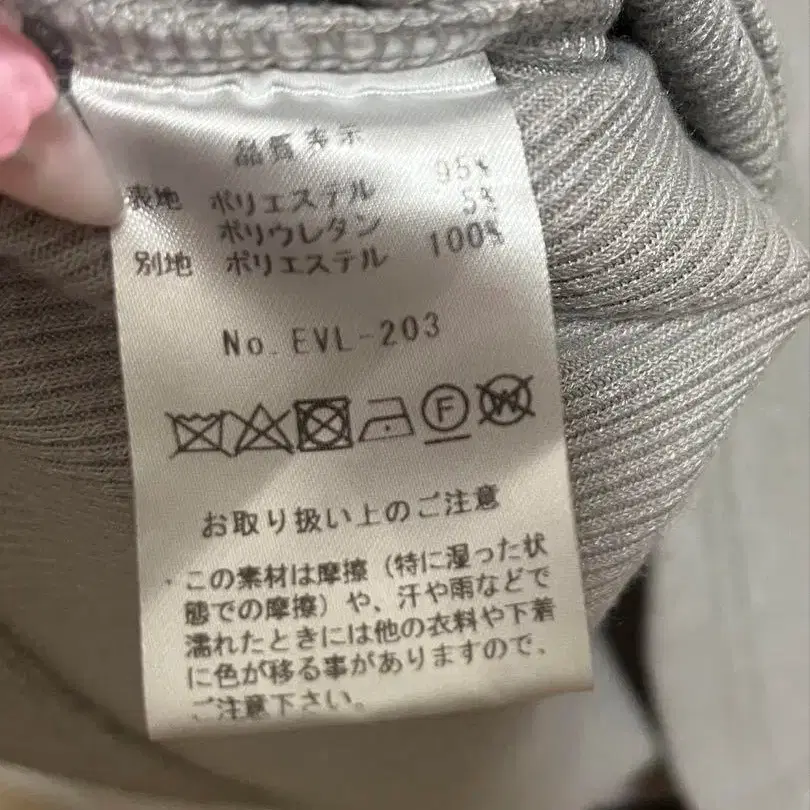 品質表示
表地 ポリエステル 95%
ポリウレタン 5%
別地 ポリエステル 100%
No. EVL-203
F
W
お取り扱い上のご注意
・この素材は摩擦（特に湿った状
態での摩擦）や、汗や雨などで
濡れたときには他の衣料や下着
に色が移る事がありますので、
ご注意下さい。